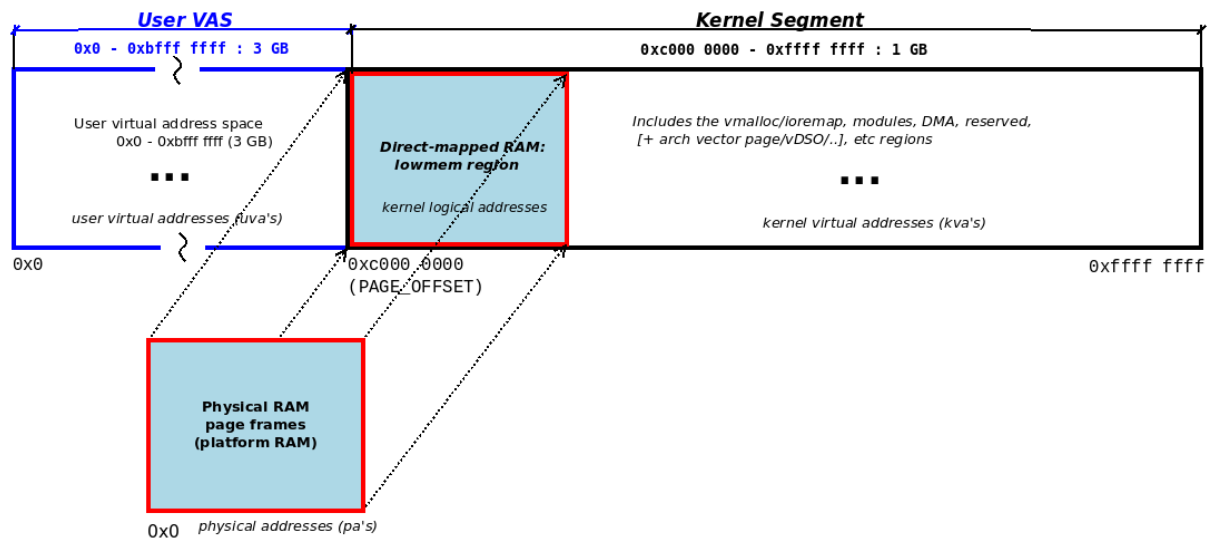 User VAS
Kernel Segment
0x0 - 0xbfff ffff : 3 GB
0xc000 0000 - 0xffff ffff : 1 GB
User virtual address space
0x0 - 0xbfff ffff (3 GB)
...
user virtual addresses (uva's)
Direct-mapped RAM:
lowmem region
kernel logical addresses
Includes the vmalloc/ioremap, modules, DMA, reserved,
[+ arch vector page/vDSO/..], etc regions
...
kernel virtual addresses (kva's)
0x0
0xc000 0000
(PAGE_OFFSET)
0xffff ffff
Physical RAM
page frames
(platform RAM)
0x0
physical addresses (pa's)